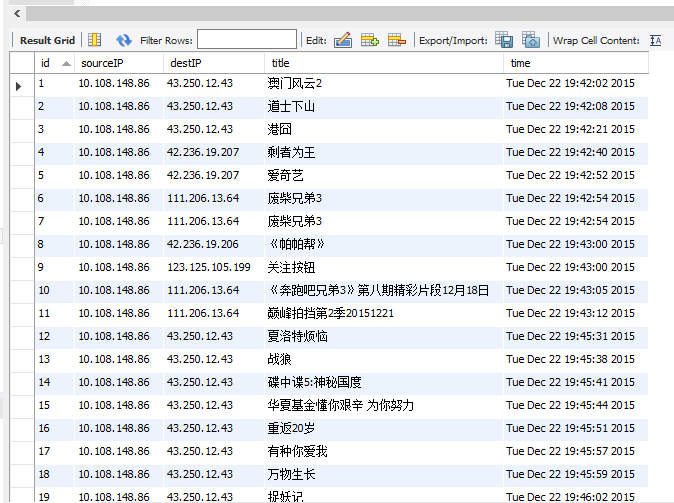 Result Grid Filter Rows: Edit: Export/Import: Wrap Cell Content:
id sourceIP destIP title time
1 10.108.148.86 43.250.12.43 澳门风云2 Tue Dec 22 19:42:02 2015
2 10.108.148.86 43.250.12.43 道士下山 Tue Dec 22 19:42:08 2015
3 10.108.148.86 43.250.12.43 港囧 Tue Dec 22 19:42:21 2015
4 10.108.148.86 42.236.19.207 剩者为王 Tue Dec 22 19:42:40 2015
5 10.108.148.86 42.236.19.207 爱奇艺 Tue Dec 22 19:42:52 2015
6 10.108.148.86 111.206.13.64 废柴兄弟3 Tue Dec 22 19:42:54 2015
7 10.108.148.86 111.206.13.64 废柴兄弟3 Tue Dec 22 19:42:54 2015
8 10.108.148.86 42.236.19.206 《帕帕帮》 Tue Dec 22 19:43:00 2015
9 10.108.148.86 123.125.105.199 关注按钮 Tue Dec 22 19:43:00 2015
10 10.108.148.86 111.206.13.64 《奔跑吧兄弟3》第八期精彩片段12月18日 Tue Dec 22 19:43:05 2015
11 10.108.148.86 111.206.13.64 巅峰拍挡第2季20151221 Tue Dec 22 19:43:12 2015
12 10.108.148.86 43.250.12.43 夏洛特烦恼 Tue Dec 22 19:45:31 2015
13 10.108.148.86 43.250.12.43 战狼 Tue Dec 22 19:45:38 2015
14 10.108.148.86 43.250.12.43 碟中谍5:神秘国度 Tue Dec 22 19:45:41 2015
15 10.108.148.86 43.250.12.43 华夏基金懂你艰辛 为你努力 Tue Dec 22 19:45:44 2015
16 10.108.148.86 43.250.12.43 重返20岁 Tue Dec 22 19:45:51 2015
17 10.108.148.86 43.250.12.43 有种你爱我 Tue Dec 22 19:45:57 2015
18 10.108.148.86 43.250.12.43 万物生长 Tue Dec 22 19:45:59 2015
19 10.108.148.86 43.250.12.43 捉妖记 Tue Dec 22 19:46:02 2015